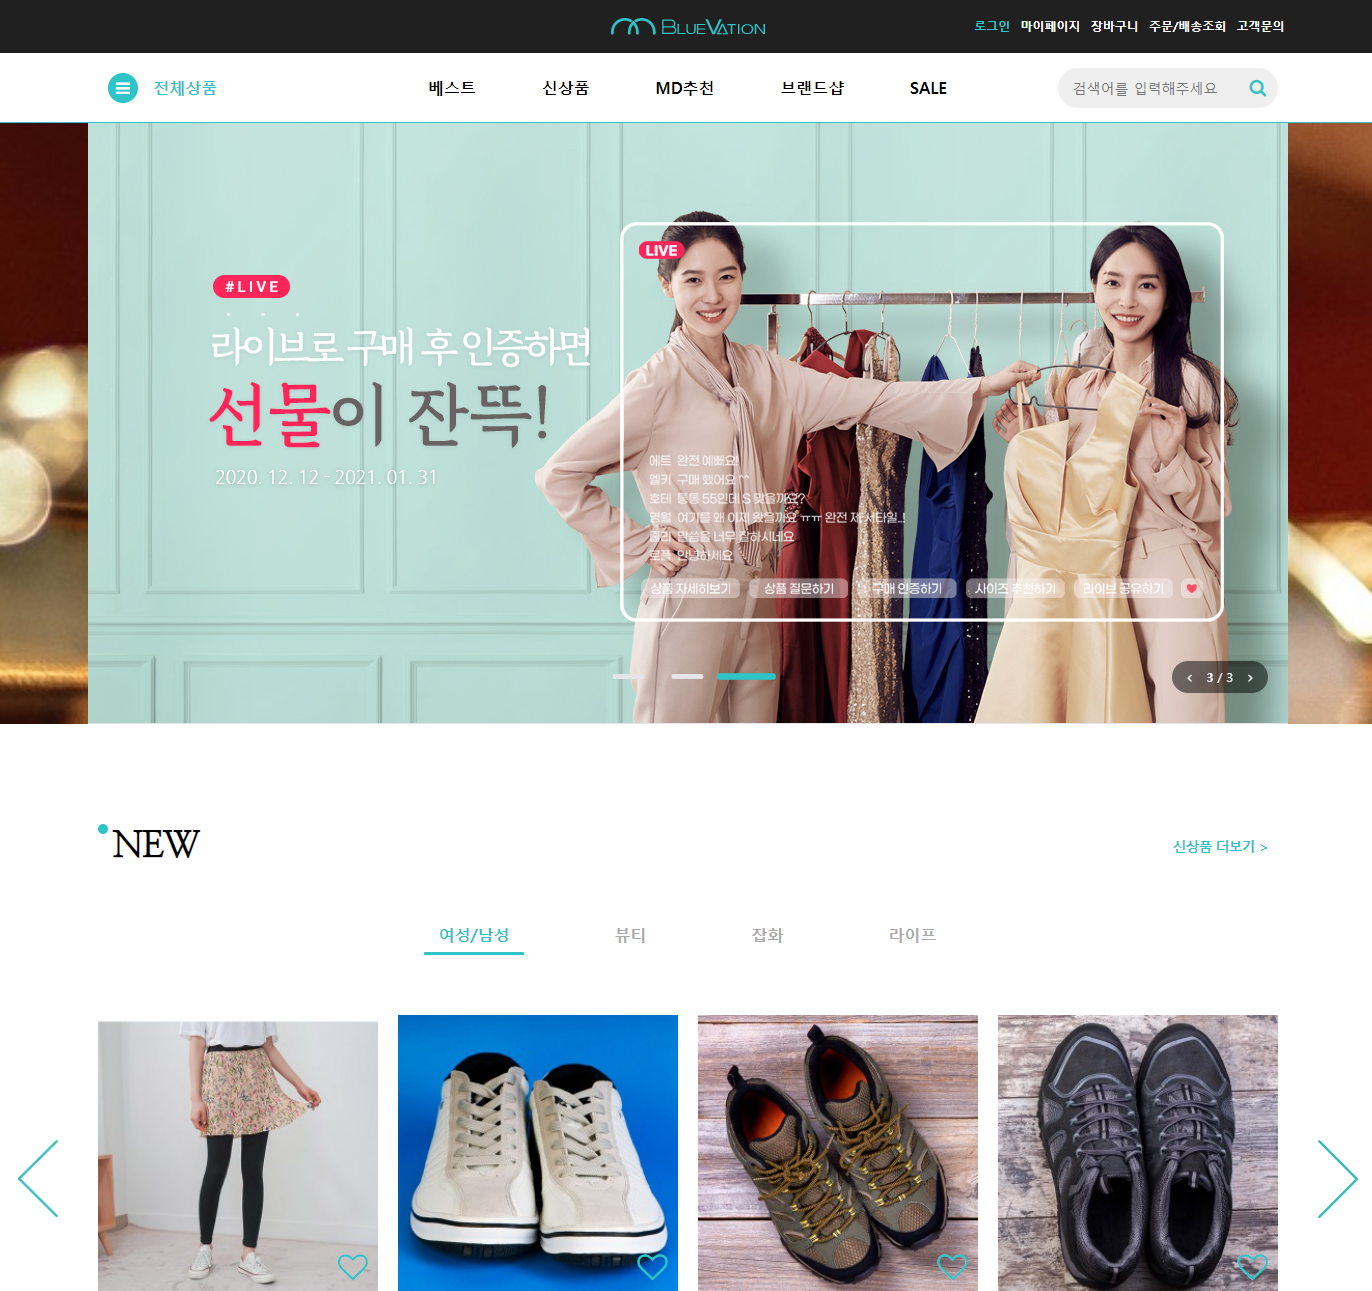 BLUEVATION
로그인 마이페이지 장바구니 주문/배송조회 고객문의
전체상품
베스트 신상품 MD추천 브랜드샵 SALE
검색어를 입력해주세요
LIVE
#LIVE
라이브로 구매 후 인증하면
선물이 잔뜩!
2020. 12. 12 - 2021. 01. 31
에트 완전 예뻐요!
엘키 구매 했어요 ^^
호태 통통 55인데 S 맞을까요?
영월 여기를 왜 이제 왔을까요 ㅠㅠ 완전 제 스타일..!
졸리 말씀을 너무 잘하시네요
로플 안녕하세요
상품 자세히보기 상품 질문하기 구매 인증하기 사이즈 추천하기 라이브 공유하기
< 3 / 3 >
NEW
신상품 더보기 >
여성/남성 뷰티 잡화 라이프